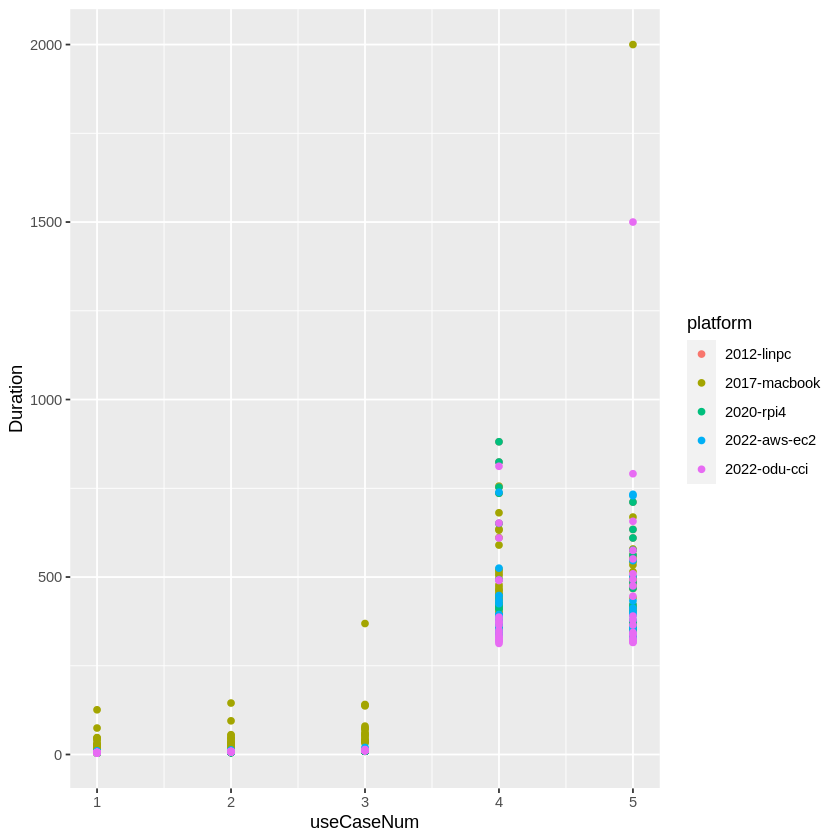 2000
1500
1000
500
0
Duration
1 2 3 4 5
useCaseNum
platform
2012-linpc
2017-macbook
2020-rpi4
2022-aws-ec2
2022-odu-cci